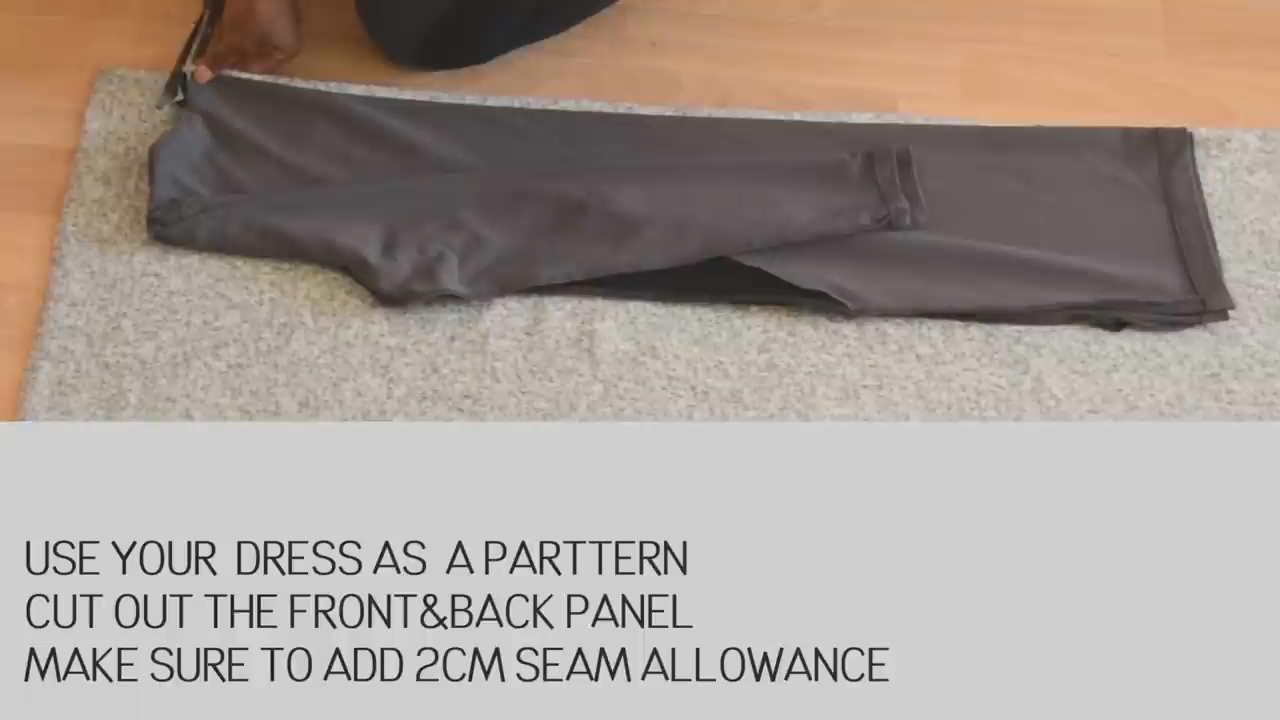 USE YOUR DRESS AS A PARTTERN
CUT OUT THE FRONT&BACK PANEL
MAKE SURE TO ADD 2CM SEAM ALLOWANCE